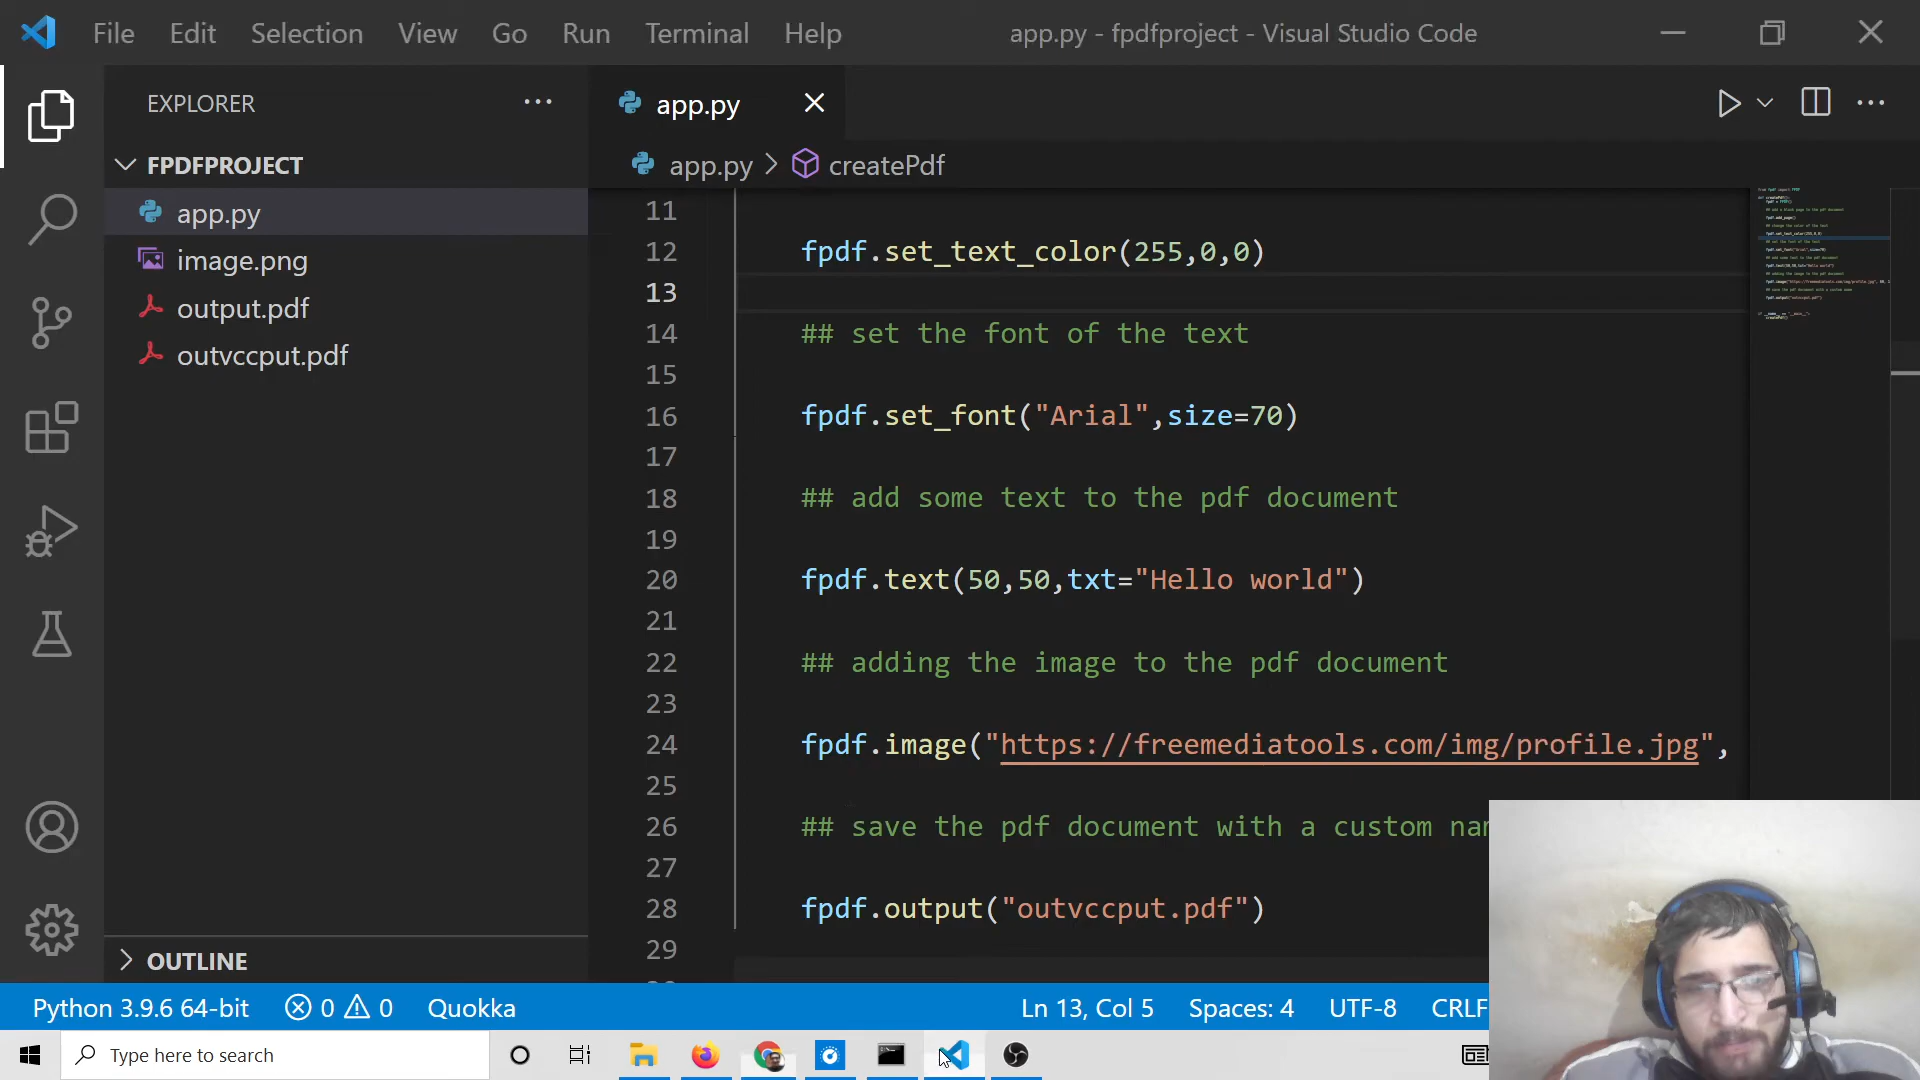 File Edit Selection View Go Run Terminal Help
app.py - fpdfproject - Visual Studio Code
EXPLORER
FPDFPROJECT
app.py
image.png
output.pdf
outvccput.pdf
OUTLINE
app.py
app.py > createPdf
11
12 fpdf.set_text_color(255,0,0)
13
14 ## set the font of the text
15
16 fpdf.set_font("Arial",size=70)
17
18 ## add some text to the pdf document
19
20 fpdf.text(50,50,txt="Hello world")
21
22 ## adding the image to the pdf document
23
24 fpdf.image("https://freemediatools.com/img/profile.jpg",
25
26 ## save the pdf document with a custom
27
28 fpdf.output("outvccput.pdf")
29
Python 3.9.6 64-bit 0 0 Quokka Ln 13, Col 5 Spaces: 4 UTF-8 CRLF
Type here to search